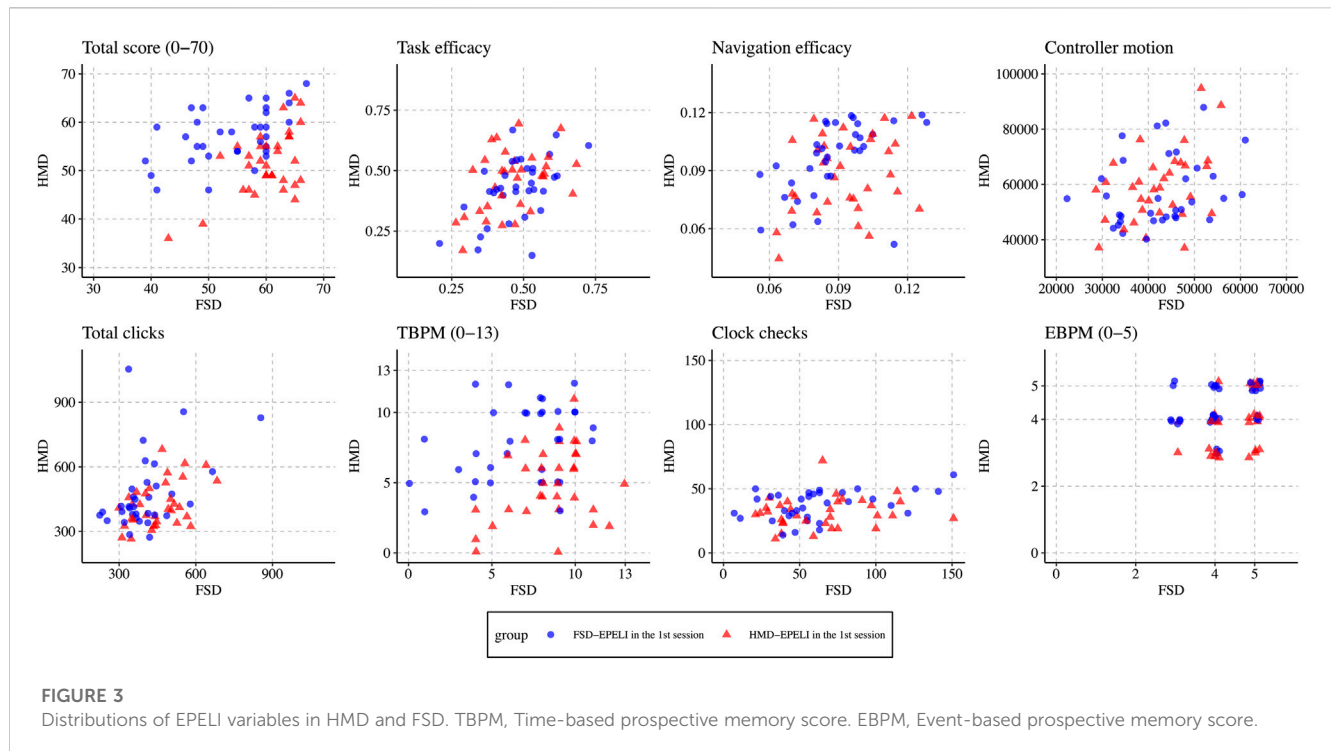 Total score (0−70)
HMD
70
60
50
40
30
30 40 50 60 70
FSD
Task efficacy
HMD
0.75
0.50
0.25
0.25 0.50 0.75
FSD
Navigation efficacy
HMD
0.12
0.09
0.06
0.06 0.09 0.12
FSD
Controller motion
HMD
100000
80000
60000
40000
20000 30000 40000 50000 60000 70000
FSD
Total clicks
HMD
900
600
300
300 600 900
FSD
TBPM (0−13)
HMD
13
10
5
0
0 5 10 13
FSD
Clock checks
HMD
150
100
50
0
0 50 100 150
FSD
EBPM (0−5)
HMD
5
4
2
0
0 2 4 5
FSD
group FSD−EPELI in the 1st session HMD−EPELI in the 1st session
FIGURE 3
Distributions of EPELI variables in HMD and FSD. TBPM, Time-based prospective memory score. EBPM, Event-based prospective memory score.